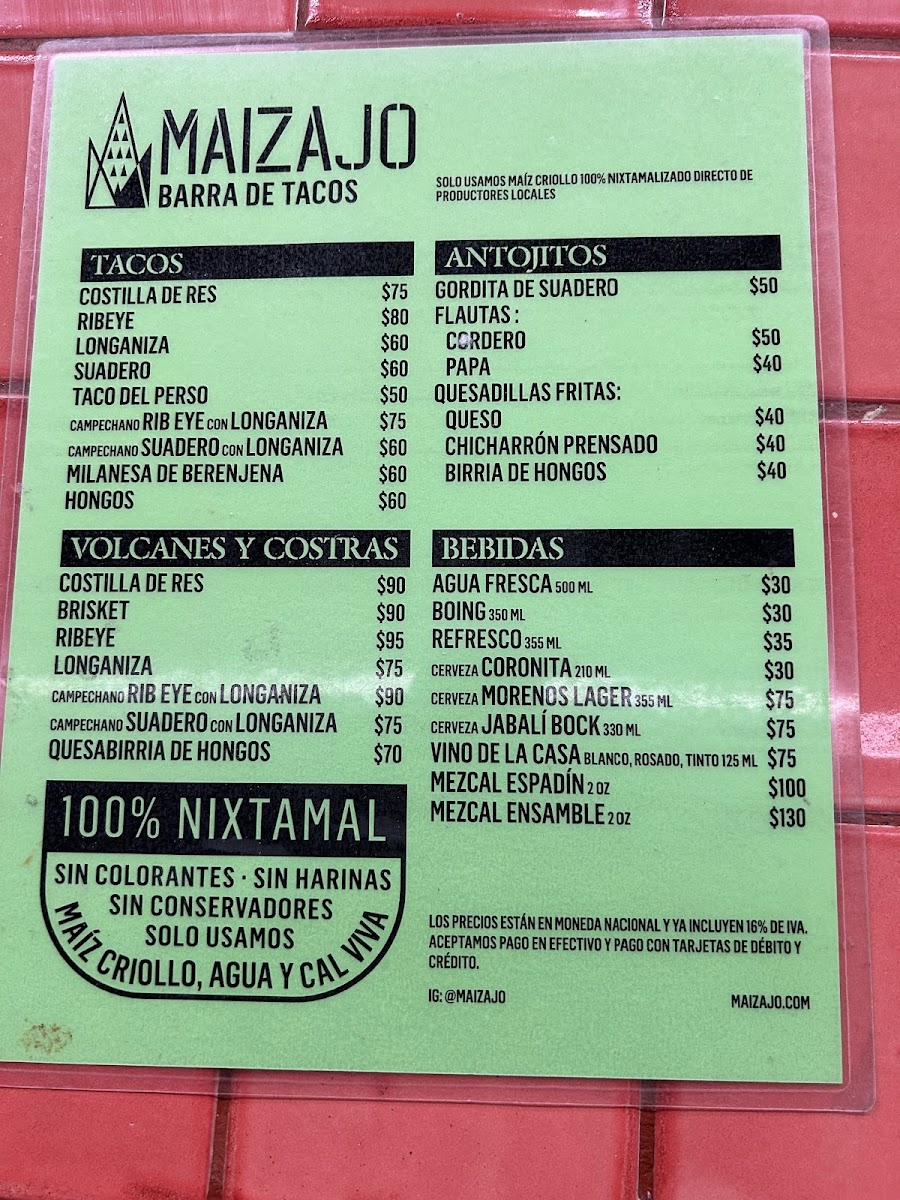 MAIZAJO
BARRA DE TACOS
SOLO USAMOS MAÍZ CRIOLLO 100% NIXTAMALIZADO DIRECTO DE
PRODUCTORES LOCALES
TACOS
COSTILLA DE RES $75
RIBEYE $80
LONGANIZA $60
SUADERO $60
TACO DEL PERSO $50
CAMPECHANO RIB EYE CON LONGANIZA $75
CAMPECHANO SUADERO CON LONGANIZA $60
MILANESA DE BERENJENA $60
HONGOS $60
VOLCANES Y COSTRAS
COSTILLA DE RES $90
BRISKET $90
RIBEYE $95
LONGANIZA $75
CAMPECHANO RIB EYE CON LONGANIZA $90
CAMPECHANO SUADERO CON LONGANIZA $75
QUESABIRRIA DE HONGOS $70
100% NIXTAMAL
SIN COLORANTES · SIN HARINAS
SIN CONSERVADORES
SOLO USAMOS
MAÍZ CRIOLLO, AGUA Y CAL VIVA
ANTOJITOS
GORDITA DE SUADERO $50
FLAUTAS :
CORDERO $50
PAPA $40
QUESADILLAS FRITAS:
QUESO $40
CHICHARRÓN PRENSADO $40
BIRRIA DE HONGOS $40
BEBIDAS
AGUA FRESCA 500 ML $30
BOING 350 ML $30
REFRESCO 355 ML $35
CERVEZA CORONITA 210 ML $30
CERVEZA MORENOS LAGER 355 ML $75
CERVEZA JABALÍ BOCK 330 ML $75
VINO DE LA CASA BLANCO, ROSADO, TINTO 125 ML $75
MEZCAL ESPADÍN 2 OZ $100
MEZCAL ENSAMBLE 2 OZ $130
LOS PRECIOS ESTÁN EN MONEDA NACIONAL Y YA INCLUYEN 16% DE IVA.
ACEPTAMOS PAGO EN EFECTIVO Y PAGO CON TARJETAS DE DÉBITO Y
CRÉDITO.
IG: @MAIZAJO MAIZAJO.COM